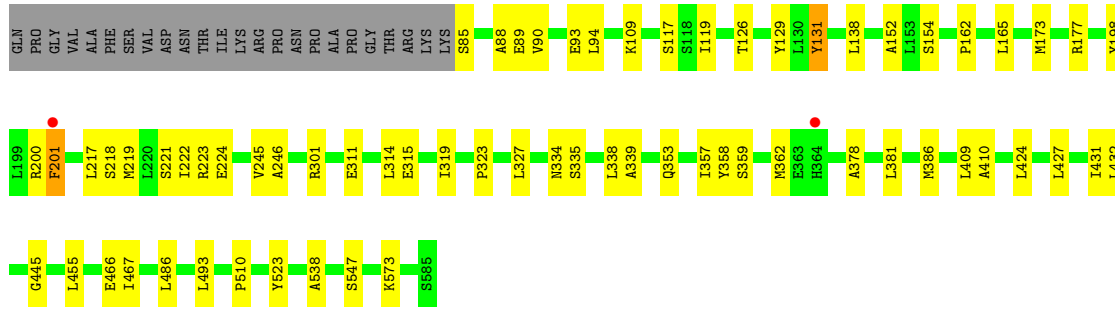 GLN PRO GLY VAL ALA PHE SER VAL ASP ASN THR ILE LYS ARG PRO ASN PRO ALA PRO GLY THR ARG LYS LYS S85 A88 E89 V90 E93 L94 K109 S117 S118 I119 T126 Y129 L130 Y131 L138 A152 L153 S154 P162 L165 M173 R177
L199 R200 F201 L217 S218 M219 L220 S221 I222 R223 E224 V245 A246 R301 E311 L314 E315 I319 P323 L327 N334 S335 L338 A339 Q353 I357 Y358 S359 M362 E363 H364 A378 L381 M386 L409 A410 L424 L427 I431
G445 L455 E466 I467 L486 L493 P510 Y523 A538 S547 K573 S585